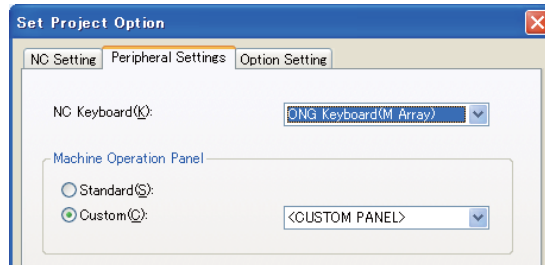 Set Project Option
NC Setting Peripheral Settings Option Setting
NC Keyboard(K): ONG Keyboard(M Array)
Machine Operation Panel
Standard(S):
Custom(C): <CUSTOM PANEL>